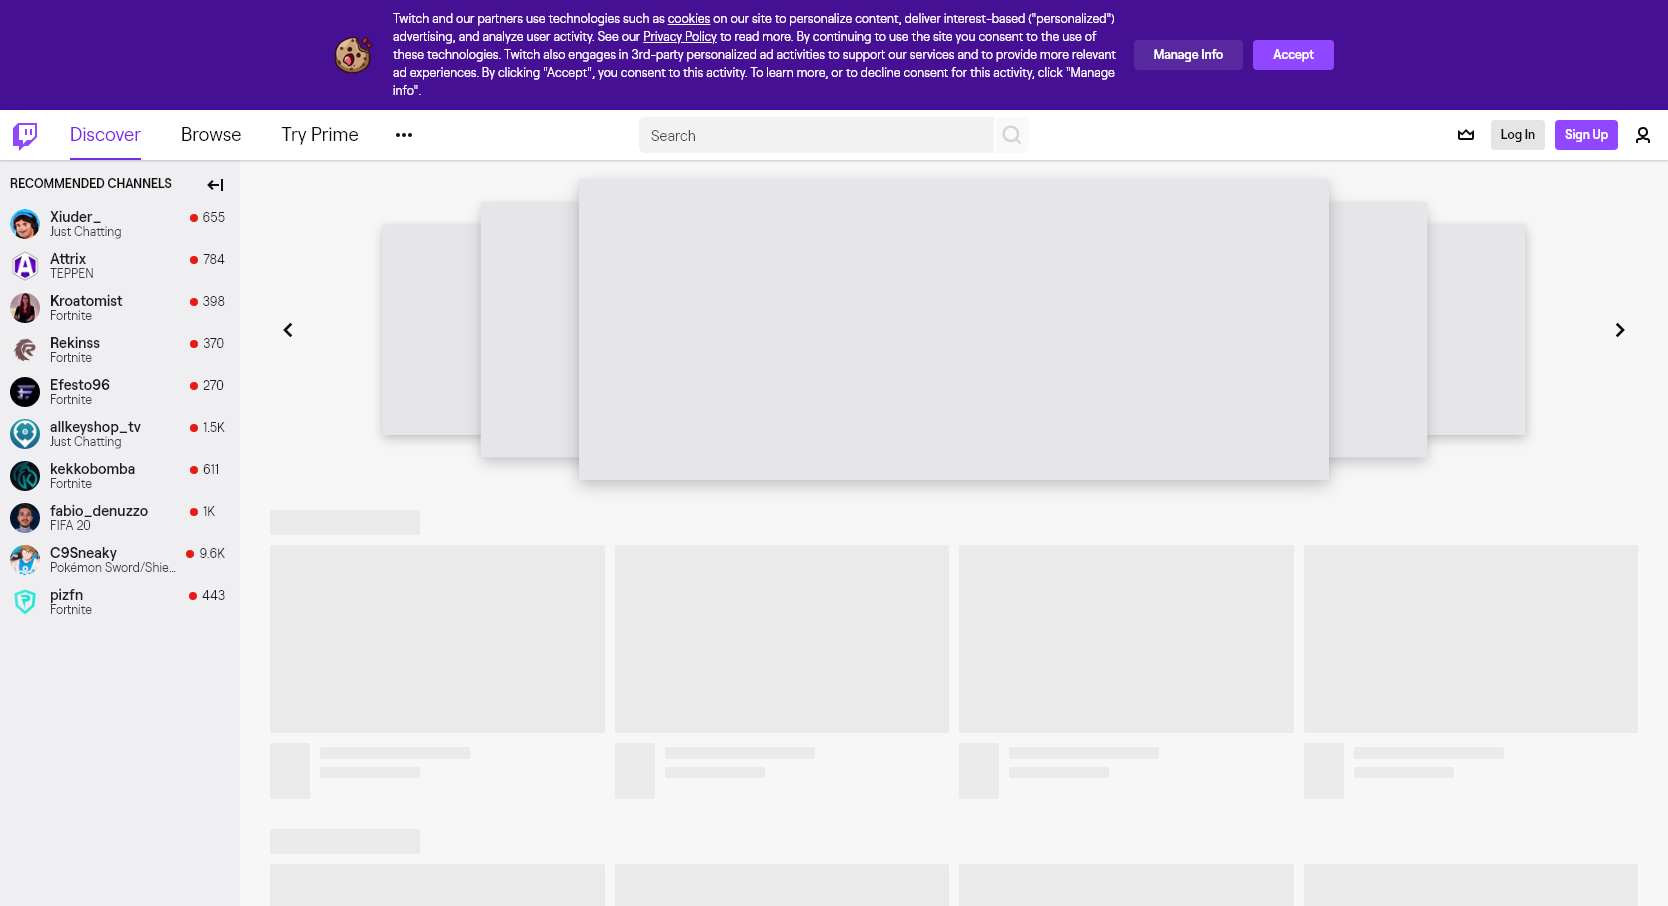 Twitch and our partners use technologies such as cookies on our site to personalize content, deliver interest-based ("personalized")
advertising, and analyze user activity. See our Privacy Policy to read more. By continuing to use the site you consent to the use of
these technologies. Twitch also engages in 3rd-party personalized ad activities to support our services and to provide more relevant
ad experiences. By clicking "Accept", you consent to this activity. To learn more, or to decline consent for this activity, click "Manage
info".
Manage Info
Accept
Discover
Browse
Try Prime
Search
Log In
Sign Up
RECOMMENDED CHANNELS
Xiuder_ 655
Just Chatting
Attrix 784
TEPPEN
Kroatomist 398
Fortnite
Rekinss 370
Fortnite
Efesto96 270
Fortnite
allkeyshop_tv 1.5K
Just Chatting
kekkobomba 611
Fortnite
fabio_denuzzo 1K
FIFA 20
C9Sneaky 9.6K
Pokémon Sword/Shie...
pizfn 443
Fortnite